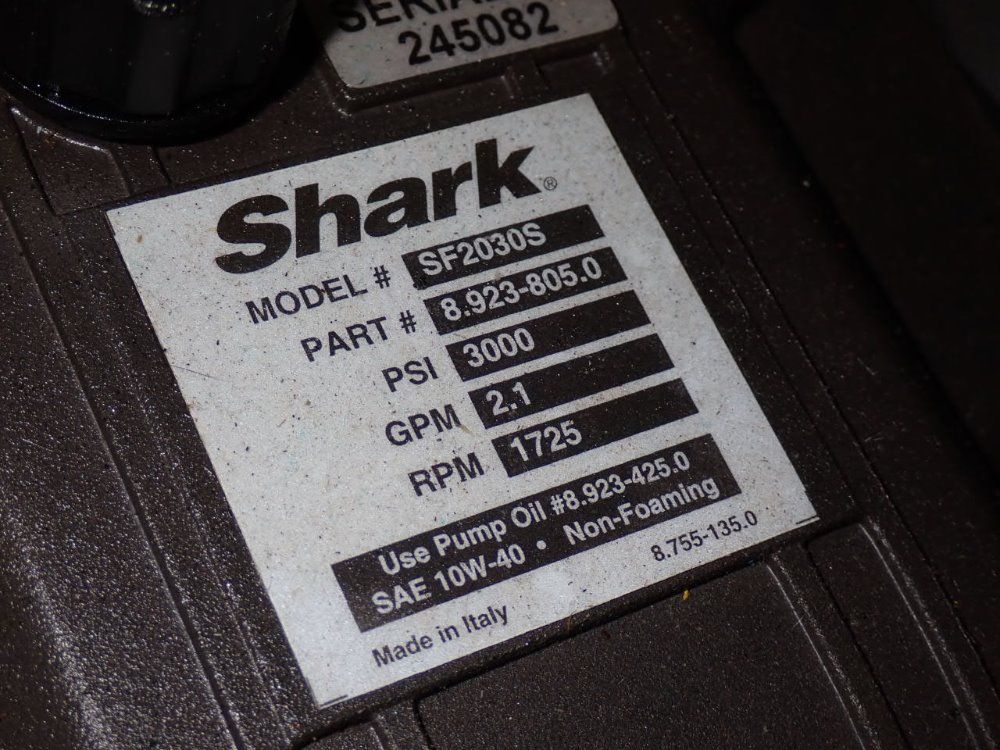 SERIAL
245082
Shark®
MODEL # SF2030S
PART # 8.923-805.0
PSI 3000
GPM 2.1
RPM 1725
Use Pump Oil #8.923-425.0
SAE 10W-40 • Non-Foaming
8.755-135.0
Made in Italy